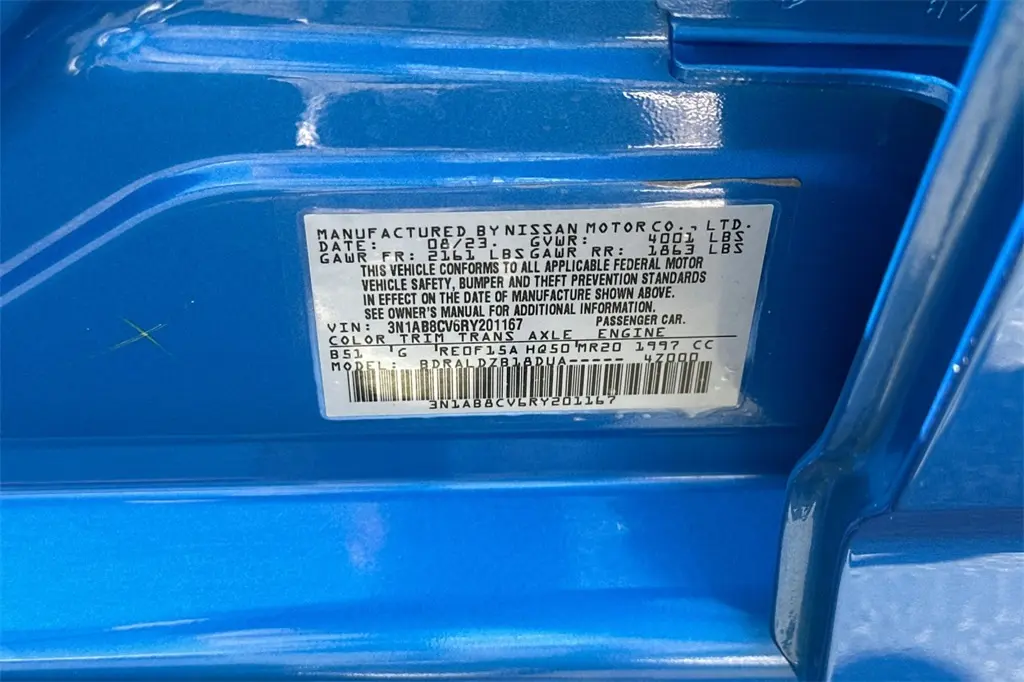 MANUFACTURED BY NISSAN MOTOR CO., LTD.
DATE: 08/23. GVWR: 4001 LBS
GAWR FR: 2161 LBS GAWR RR: 1863 LBS
THIS VEHICLE CONFORMS TO ALL APPLICABLE FEDERAL MOTOR
VEHICLE SAFETY, BUMPER AND THEFT PREVENTION STANDARDS
IN EFFECT ON THE DATE OF MANUFACTURE SHOWN ABOVE.
SEE OWNER'S MANUAL FOR ADDITIONAL INFORMATION.
VIN: 3N1AB8CV6RY201167 PASSENGER CAR.
COLOR TRIM TRANS AXLE ENGINE
B51 'G 'RE0F15A HQ50'MR20 1997 CC
MODEL: BDRALDZB18DUA----- 47000
3N1AB8CV6RY201167